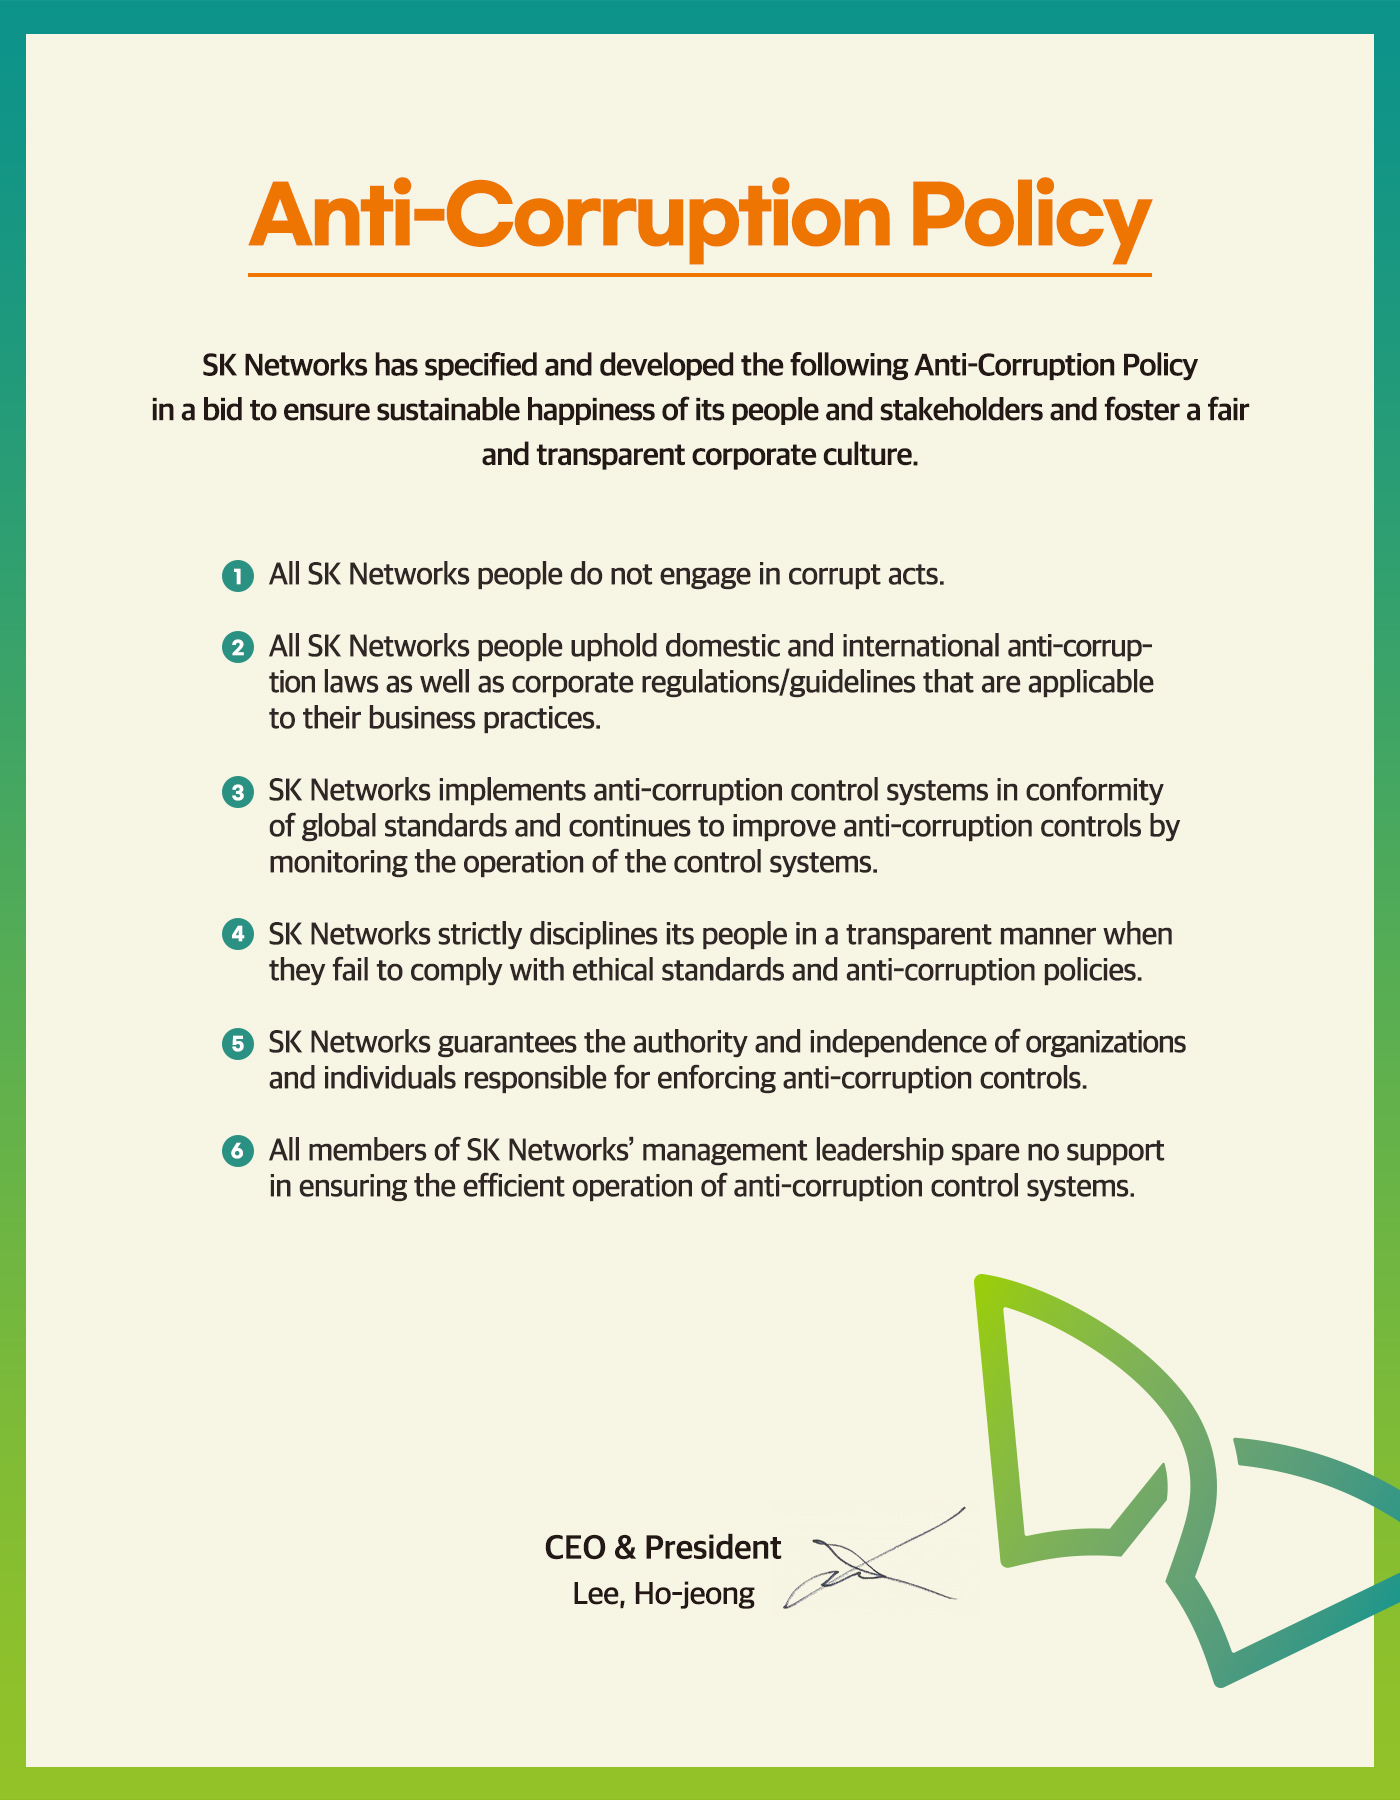 Anti-Corruption Policy
SK Networks has specified and developed the following Anti-Corruption Policy
in a bid to ensure sustainable happiness of its people and stakeholders and foster a fair
and transparent corporate culture.
1 All SK Networks people do not engage in corrupt acts.
2 All SK Networks people uphold domestic and international anti-corrup-
tion laws as well as corporate regulations/guidelines that are applicable
to their business practices.
3 SK Networks implements anti-corruption control systems in conformity
of global standards and continues to improve anti-corruption controls by
monitoring the operation of the control systems.
4 SK Networks strictly disciplines its people in a transparent manner when
they fail to comply with ethical standards and anti-corruption policies.
5 SK Networks guarantees the authority and independence of organizations
and individuals responsible for enforcing anti-corruption controls.
6 All members of SK Networks’ management leadership spare no support
in ensuring the efficient operation of anti-corruption control systems.
CEO & President
Lee, Ho-jeong